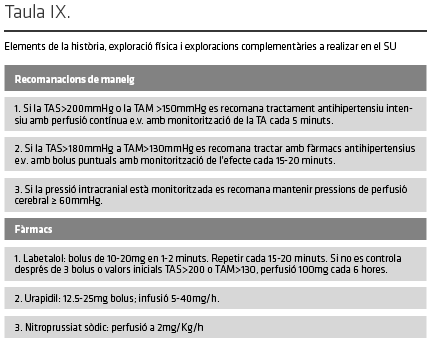 Taula IX.
Elements de la història, exploració física i exploracions complementàries a realizar en el SU
Recomanacions de maneig
1. Si la TAS>200mmHg o la TAM >150mmHg es recomana tractament antihipertensiu inten-
siu amb perfusió contínua e.v. amb monitorització de la TA cada 5 minuts.
2. Si la TAS>180mmHg a TAM>130mmHg es recomana tractar amb fàrmacs antihipertensius
e.v. amb bolus puntuals amb monitorització de l'efecte cada 15-20 minuts.
3. Si la pressió intracranial està monitoritzada es recomana mantenir pressions de perfusió
cerebral ≥ 60mmHg.
Fàrmacs
1. Labetalol: bolus de 10-20mg en 1-2 minuts. Repetir cada 15-20 minuts. Si no es controla
després de 3 bolus o valors inicials TAS>200 o TAM>130, perfusió 100mg cada 6 hores.
2. Urapidil: 12.5-25mg bolus; infusió 5-40mg/h.
3. Nitroprussiat sòdic: perfusió a 2mg/Kg/h